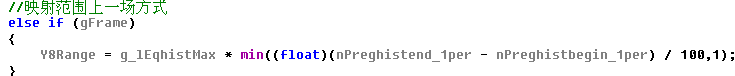 //映射范围上一场方式
else if (gFrame)
{
Y8Range = g_lEqhistMax * min((float)(nPreghistend_1per - nPreghistbegin_1per) / 100,1);
}